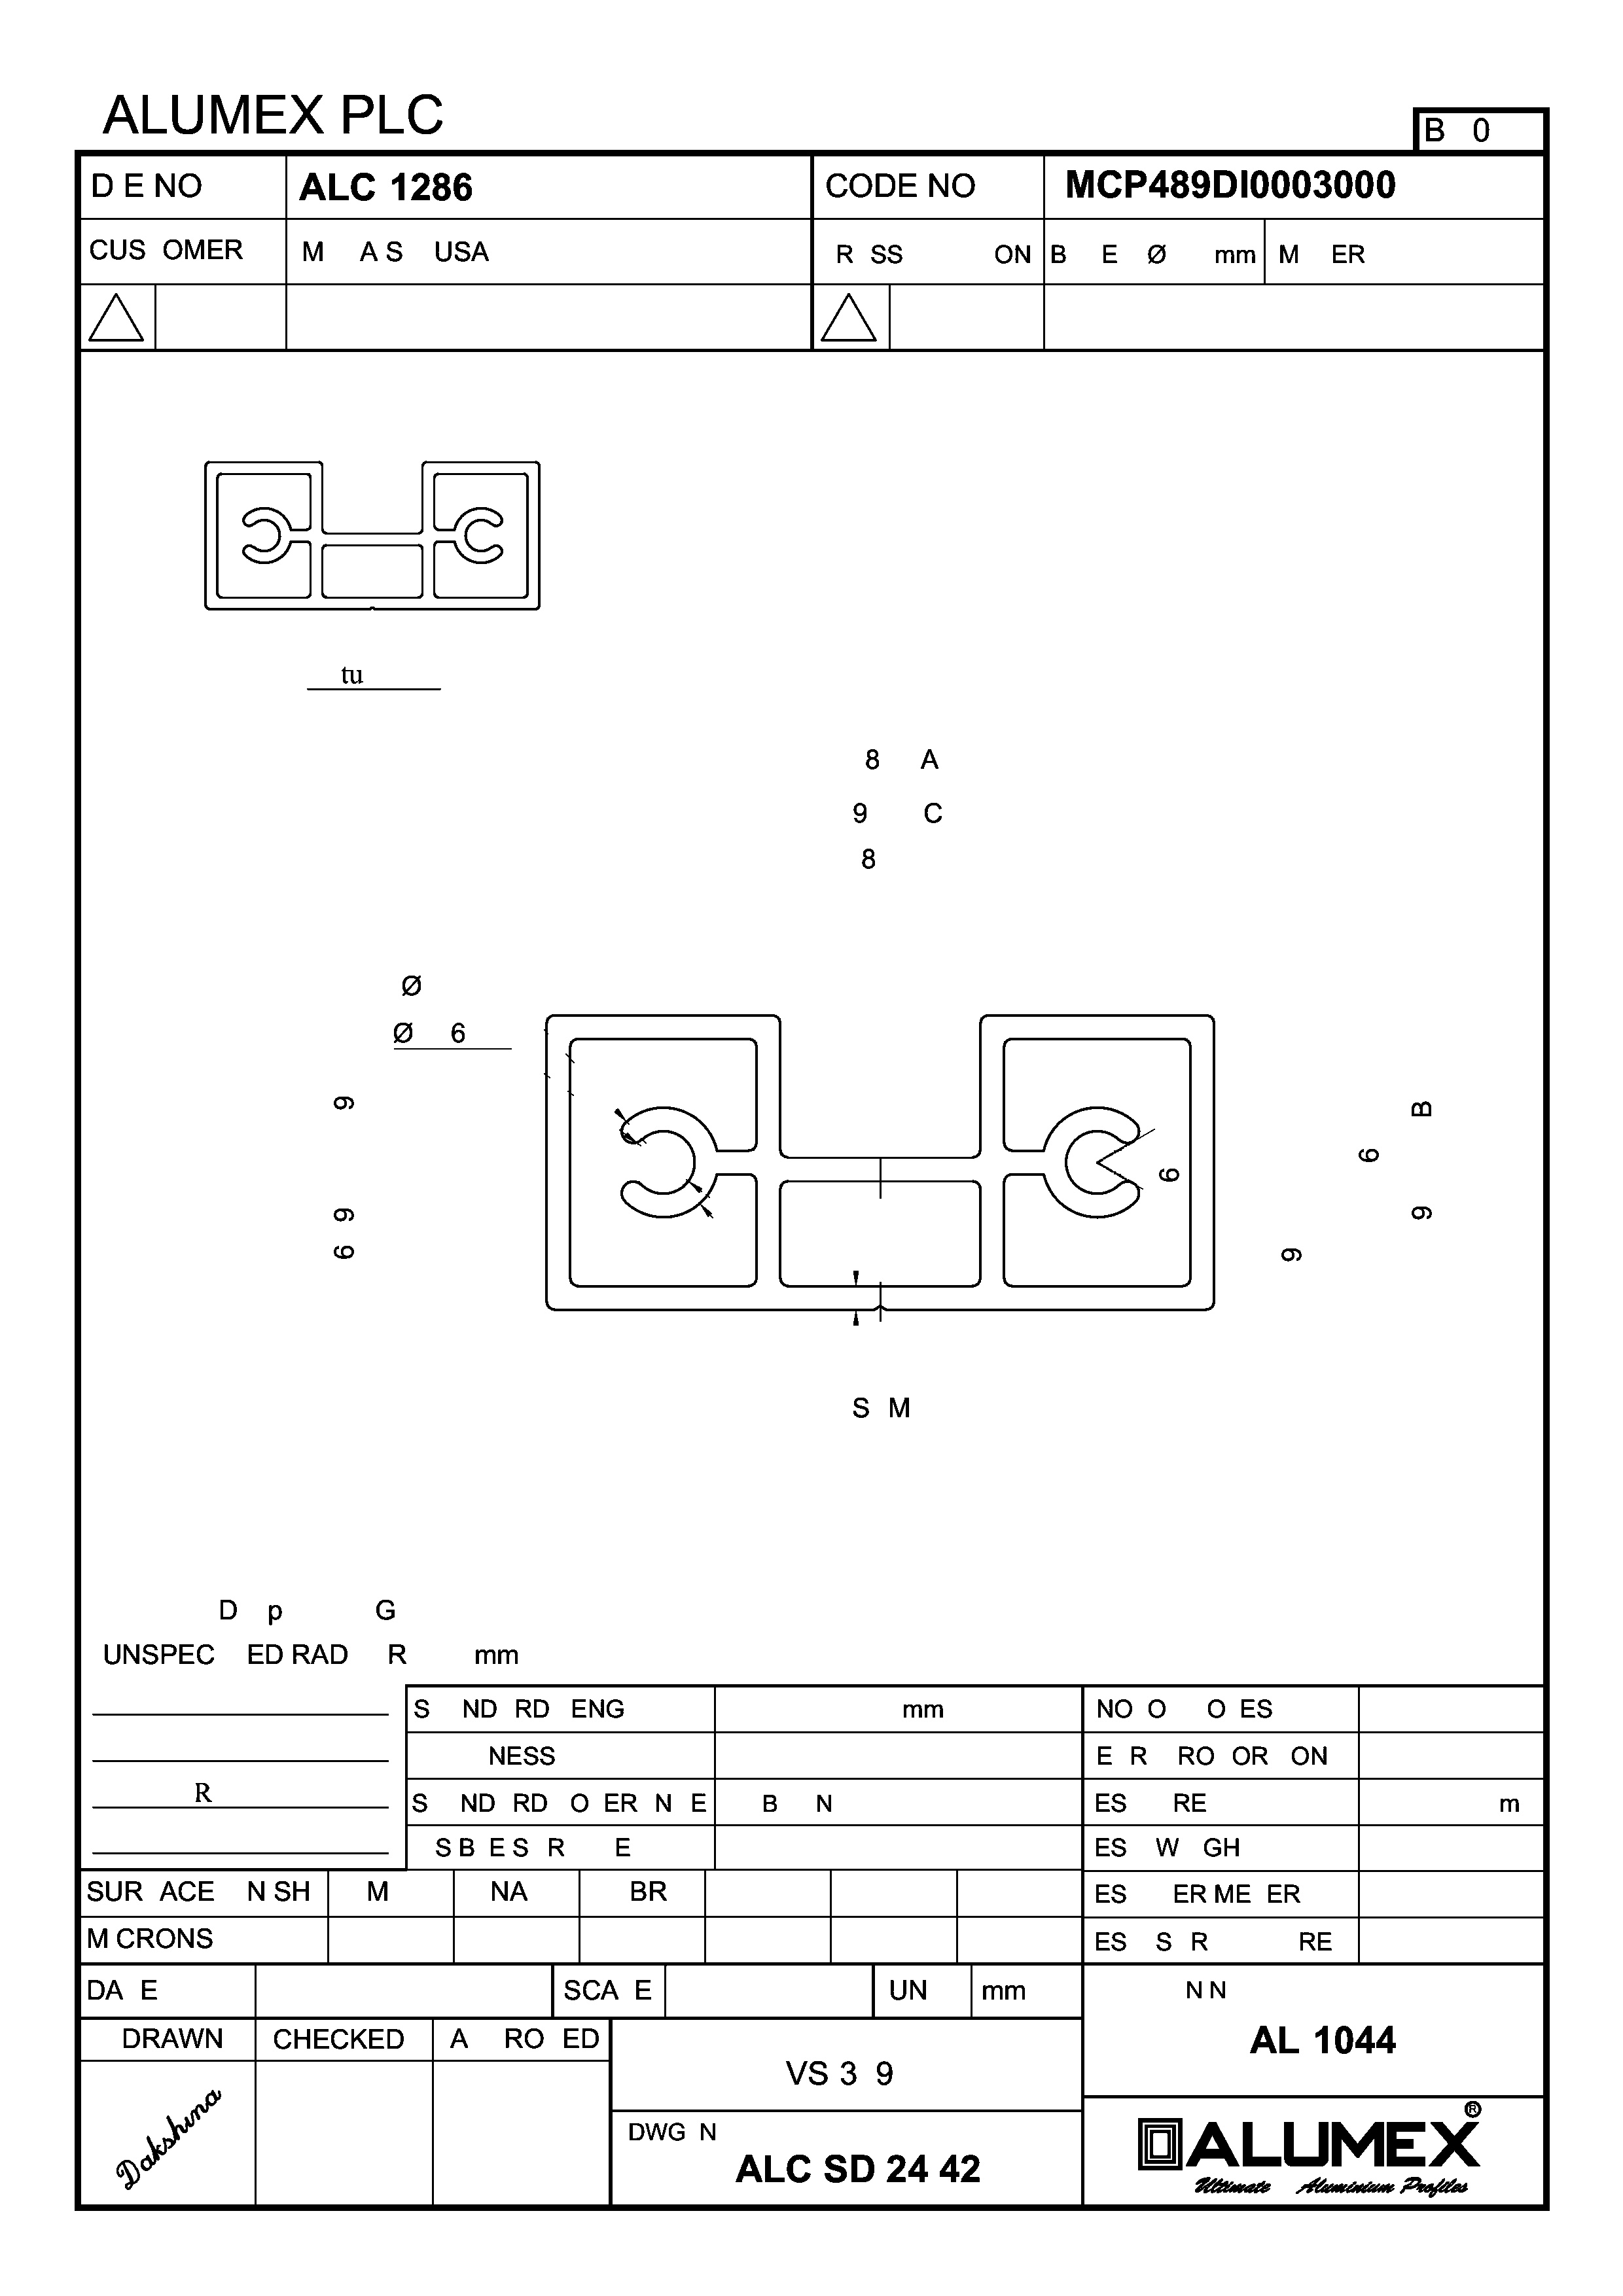 ALUMEX PLC
B 0
D E NO
ALC 1286
CODE NO
MCP489DI0003000
CUS OMER
M A S USA
R SS ON
B E Ø mm
M ER
tu
8 A
9 C
8
Ø
Ø 6
9
B
6
6
9
9
6
9
S M
D p G
UNSPEC ED RAD R mm
S ND RD ENG
mm
NO O O ES
NESS
E R RO OR ON
R
S ND RD O ER N E
B N
ES RE
m
S B E S R E
ES W GH
SUR ACE N SH
M
NA
BR
ES ER ME ER
M CRONS
ES S R RE
DA E
SCA E
UN
mm
N N
DRAWN
CHECKED
A RO ED
AL 1044
VS 3 9
Dakshina
DWG N
ALC SD 24 42
ALUMEX ®
Ultimate Aluminium Profiles